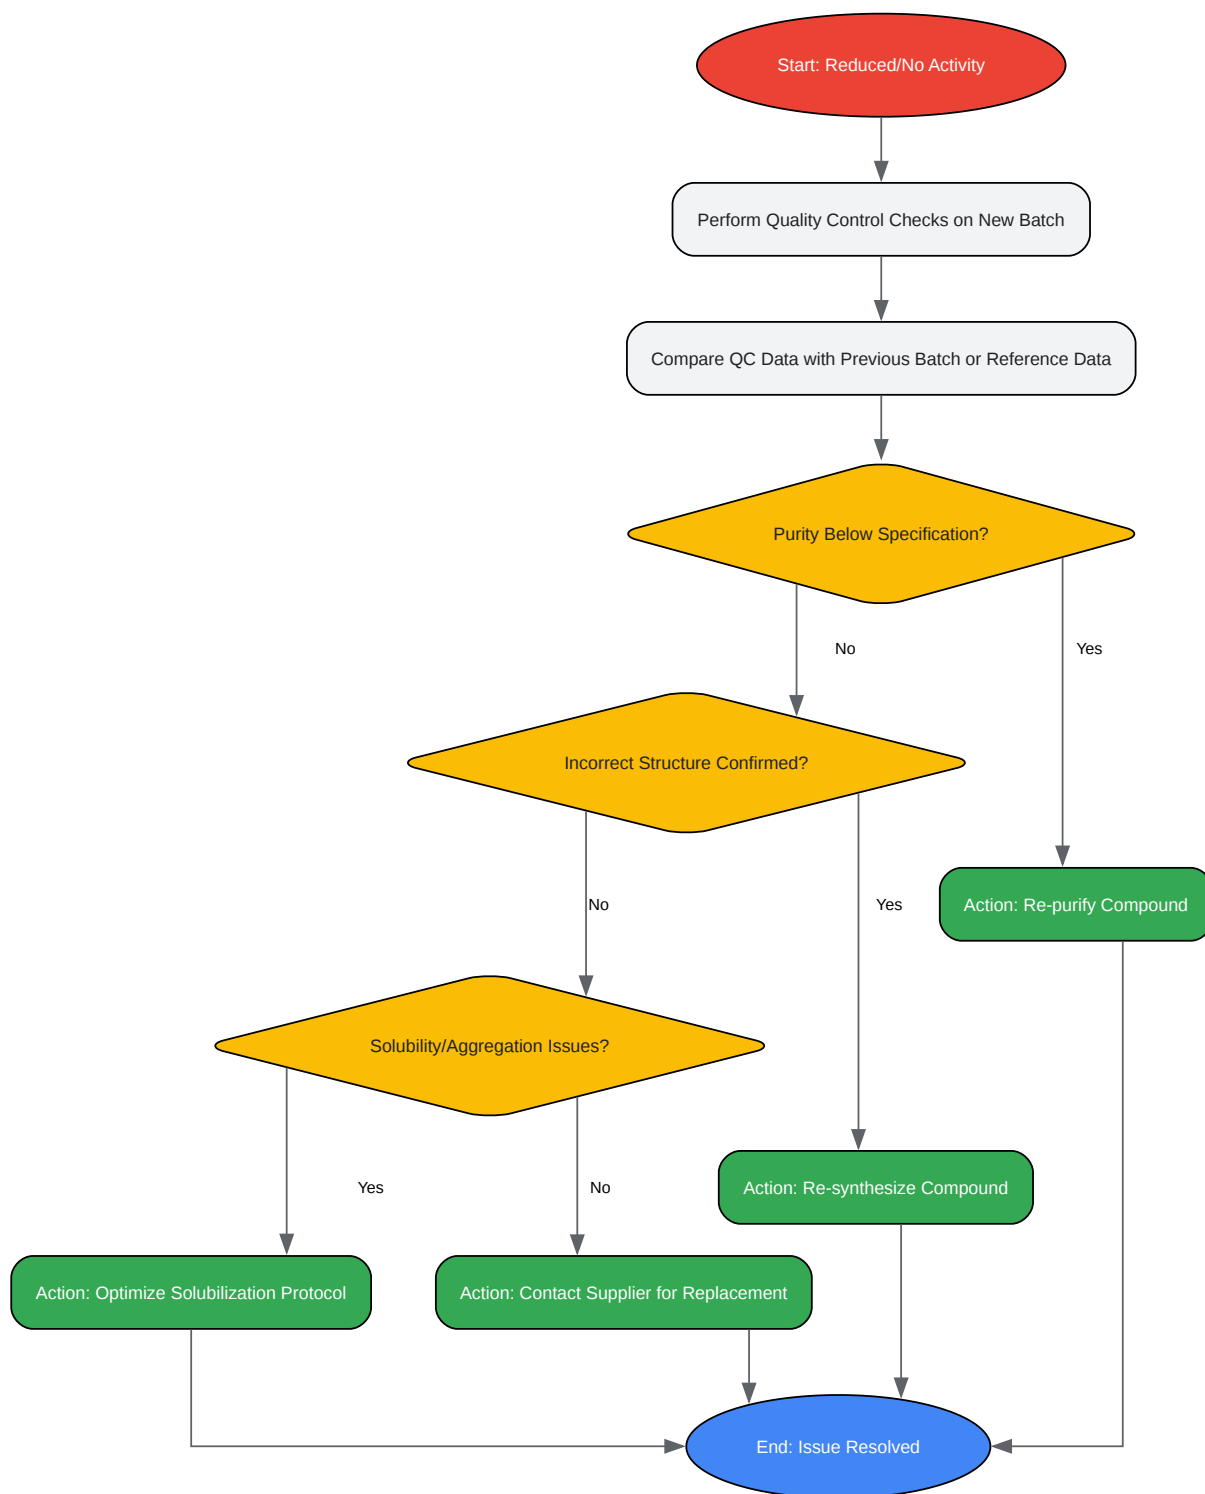 Start: Reduced/No Activity
Perform Quality Control Checks on New Batch
Compare QC Data with Previous Batch or Reference Data
Purity Below Specification?
No
Yes
Incorrect Structure Confirmed?
No
Yes
Action: Re-purify Compound
Solubility/Aggregation Issues?
Yes
No
Action: Re-synthesize Compound
Action: Optimize Solubilization Protocol
Action: Contact Supplier for Replacement
End: Issue Resolved